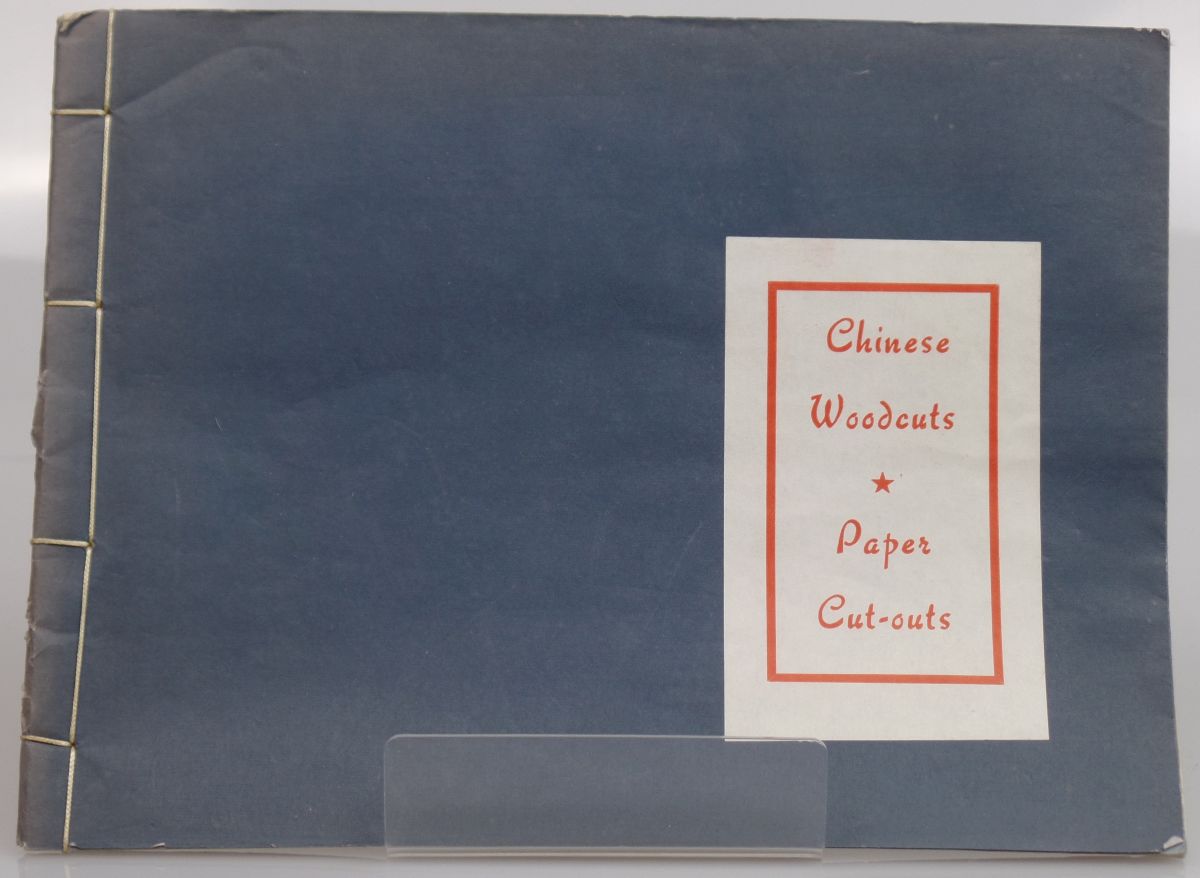 Chinese
Woodcuts
★
Paper
Cut-outs